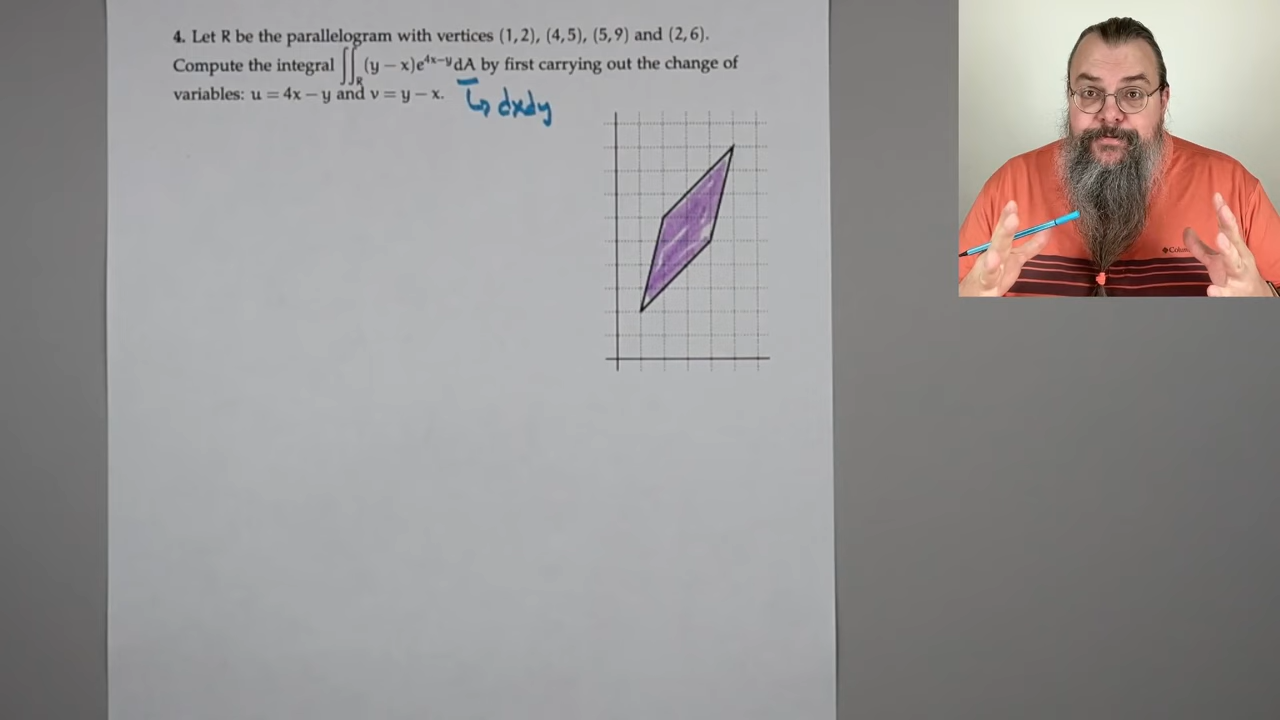 4. Let R be the parallelogram with vertices (1, 2), (4, 5), (5, 9) and (2, 6).
Compute the integral ∬_R (y − x)e^{4x−y}dA by first carrying out the change of
variables: u = 4x − y and v = y − x.
↳ dxdy